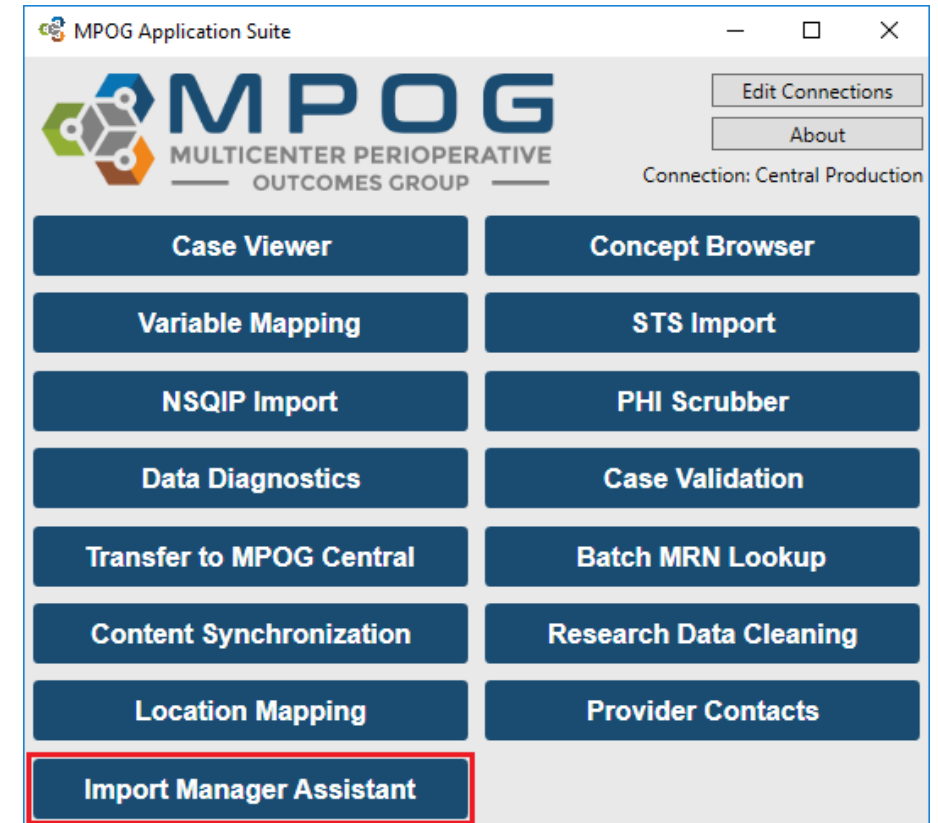 MPOG Application Suite
MPOG
MULTICENTER PERIOPERATIVE
OUTCOMES GROUP
Edit Connections
About
Connection: Central Production
Case Viewer
Concept Browser
Variable Mapping
STS Import
NSQIP Import
PHI Scrubber
Data Diagnostics
Case Validation
Transfer to MPOG Central
Batch MRN Lookup
Content Synchronization
Research Data Cleaning
Location Mapping
Provider Contacts
Import Manager Assistant